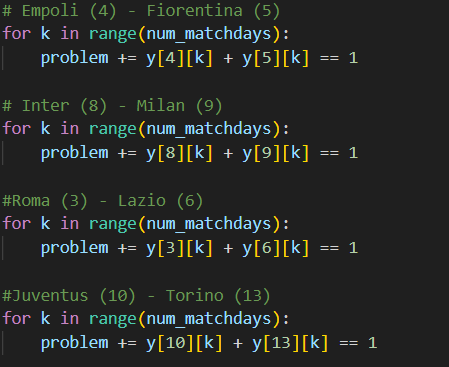 # Empoli (4) - Fiorentina (5)
for k in range(num_matchdays):
    problem += y[4][k] + y[5][k] == 1

# Inter (8) - Milan (9)
for k in range(num_matchdays):
    problem += y[8][k] + y[9][k] == 1

#Roma (3) - Lazio (6)
for k in range(num_matchdays):
    problem += y[3][k] + y[6][k] == 1

#Juventus (10) - Torino (13)
for k in range(num_matchdays):
    problem += y[10][k] + y[13][k] == 1